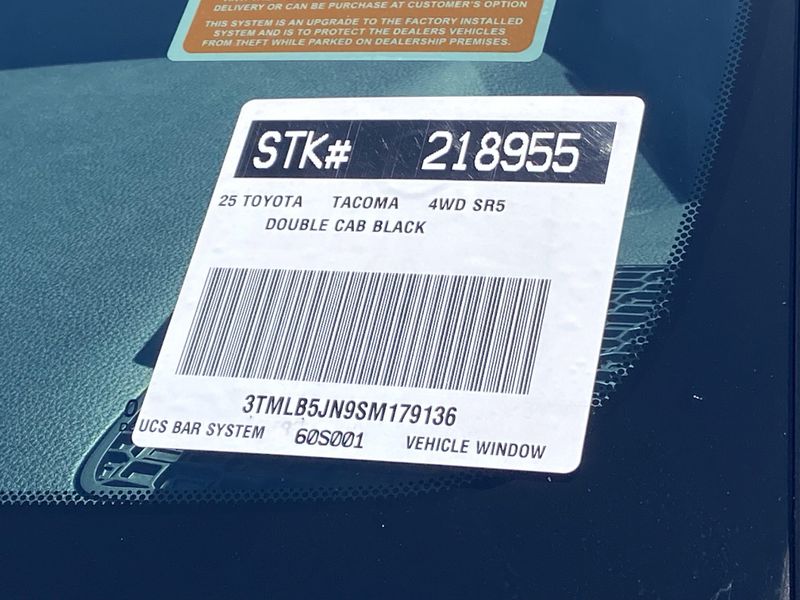 DELIVERY OR CAN BE PURCHASE AT CUSTOMER'S OPTION
THIS SYSTEM IS AN UPGRADE TO THE FACTORY INSTALLED
SYSTEM AND IS TO PROTECT THE DEALERS VEHICLES
FROM THEFT WHILE PARKED ON DEALERSHIP PREMISES.
STK# 218955
25 TOYOTA TACOMA 4WD SR5
DOUBLE CAB BLACK
3TMLB5JN9SM179136
UCS BAR SYSTEM 60S001 VEHICLE WINDOW